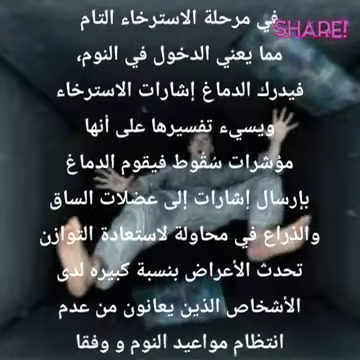 SHARE!
في مرحلة الاسترخاء التام
مما يعني الدخول في النوم،
فيدرك الدماغ إشارات الاسترخاء
ويسيء تفسيرها على أنها
مؤشرات سُقُوط فيقوم الدماغ
بإرسال إشارات إلى عضلات الساق
والذراع في محاولة لاستعادة التوازن
تحدث الأعراض بنسبة كبيره لدى
الأشخاص الذين يعانون من عدم
انتظام مواعيد النوم و وفقا